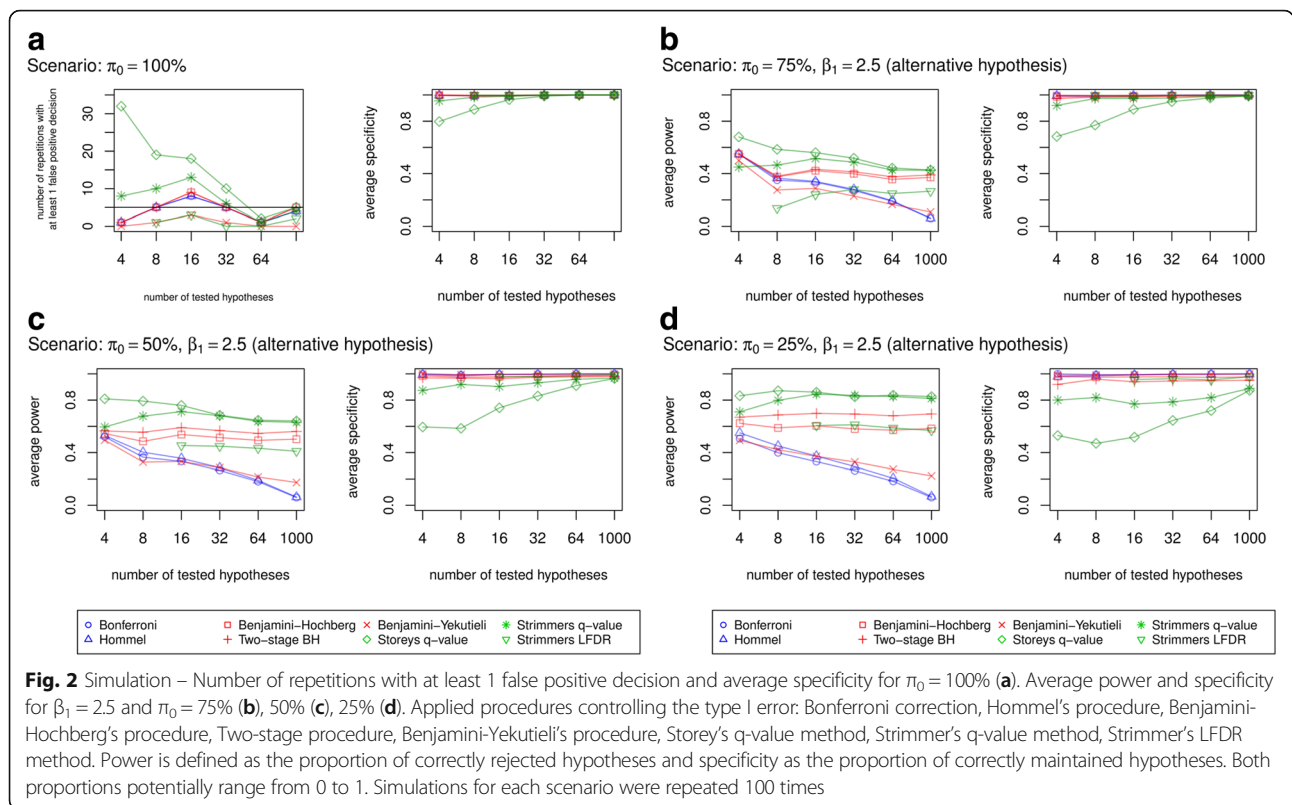 a
Scenario: π0 = 100%
number of repetitions with
at least 1 false positive decision
0 10 20 30
4 8 16 32 64
number of tested hypotheses
average specificity
0.0 0.4 0.8
4 8 16 32 64 1000
number of tested hypotheses
b
Scenario: π0 = 75%, β1 = 2.5 (alternative hypothesis)
average power
0.0 0.4 0.8
4 8 16 32 64 1000
number of tested hypotheses
average specificity
0.0 0.4 0.8
4 8 16 32 64 1000
number of tested hypotheses
c
Scenario: π0 = 50%, β1 = 2.5 (alternative hypothesis)
average power
0.0 0.4 0.8
4 8 16 32 64 1000
number of tested hypotheses
average specificity
0.0 0.4 0.8
4 8 16 32 64 1000
number of tested hypotheses
d
Scenario: π0 = 25%, β1 = 2.5 (alternative hypothesis)
average power
0.0 0.4 0.8
4 8 16 32 64 1000
number of tested hypotheses
average specificity
0.0 0.4 0.8
4 8 16 32 64 1000
number of tested hypotheses
Bonferroni Benjamini−Hochberg Benjamini−Yekutieli Strimmers q−value
Hommel Two−stage BH Storeys q−value Strimmers LFDR
Bonferroni Benjamini−Hochberg Benjamini−Yekutieli Strimmers q−value
Hommel Two−stage BH Storeys q−value Strimmers LFDR
Fig. 2 Simulation – Number of repetitions with at least 1 false positive decision and average specificity for π0 = 100% (a). Average power and specificity
for β1 = 2.5 and π0 = 75% (b), 50% (c), 25% (d). Applied procedures controlling the type I error: Bonferroni correction, Hommel's procedure, Benjamini-
Hochberg's procedure, Two-stage procedure, Benjamini-Yekutieli's procedure, Storey's q-value method, Strimmer's q-value method, Strimmer's LFDR
method. Power is defined as the proportion of correctly rejected hypotheses and specificity as the proportion of correctly maintained hypotheses. Both
proportions potentially range from 0 to 1. Simulations for each scenario were repeated 100 times